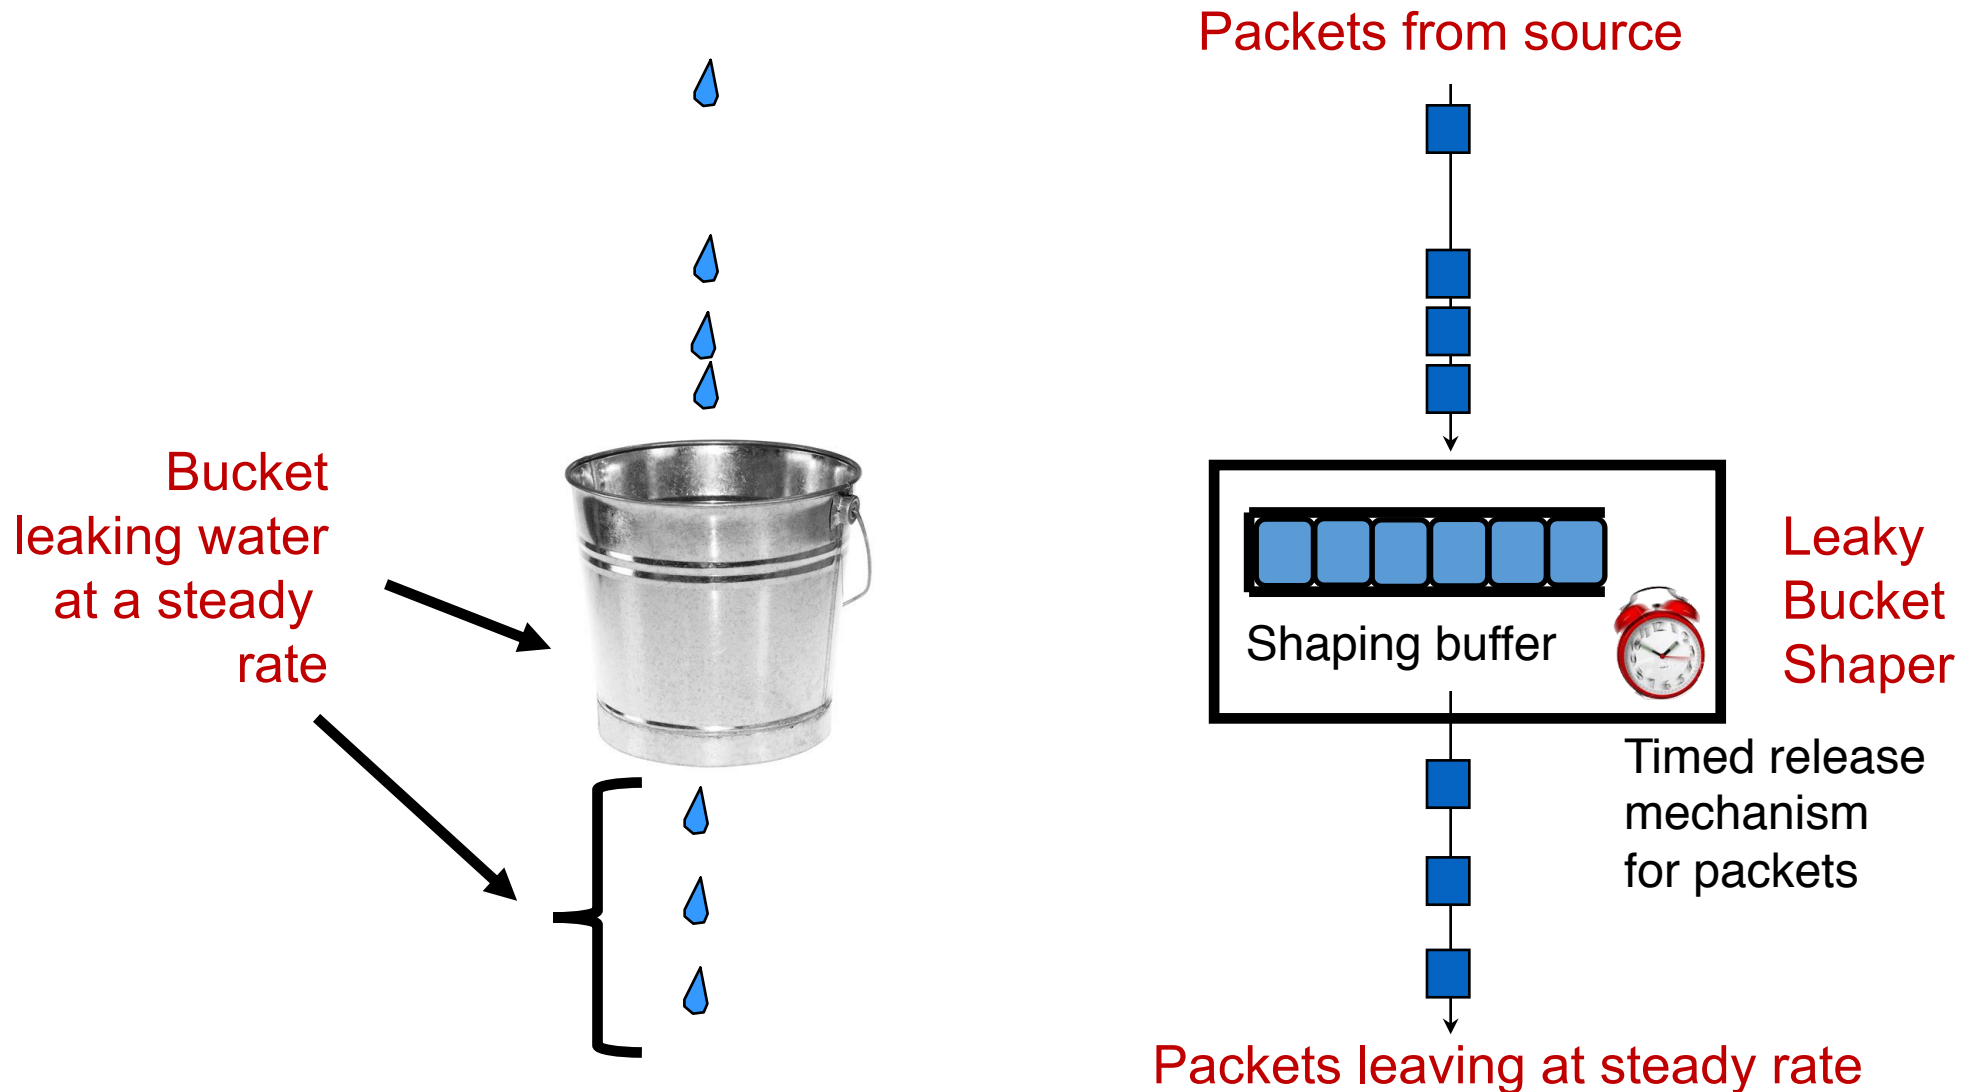 Packets from source
Bucket
leaking water
at a steady
rate
Shaping buffer
Leaky
Bucket
Shaper
Timed release
mechanism
for packets
Packets leaving at steady rate